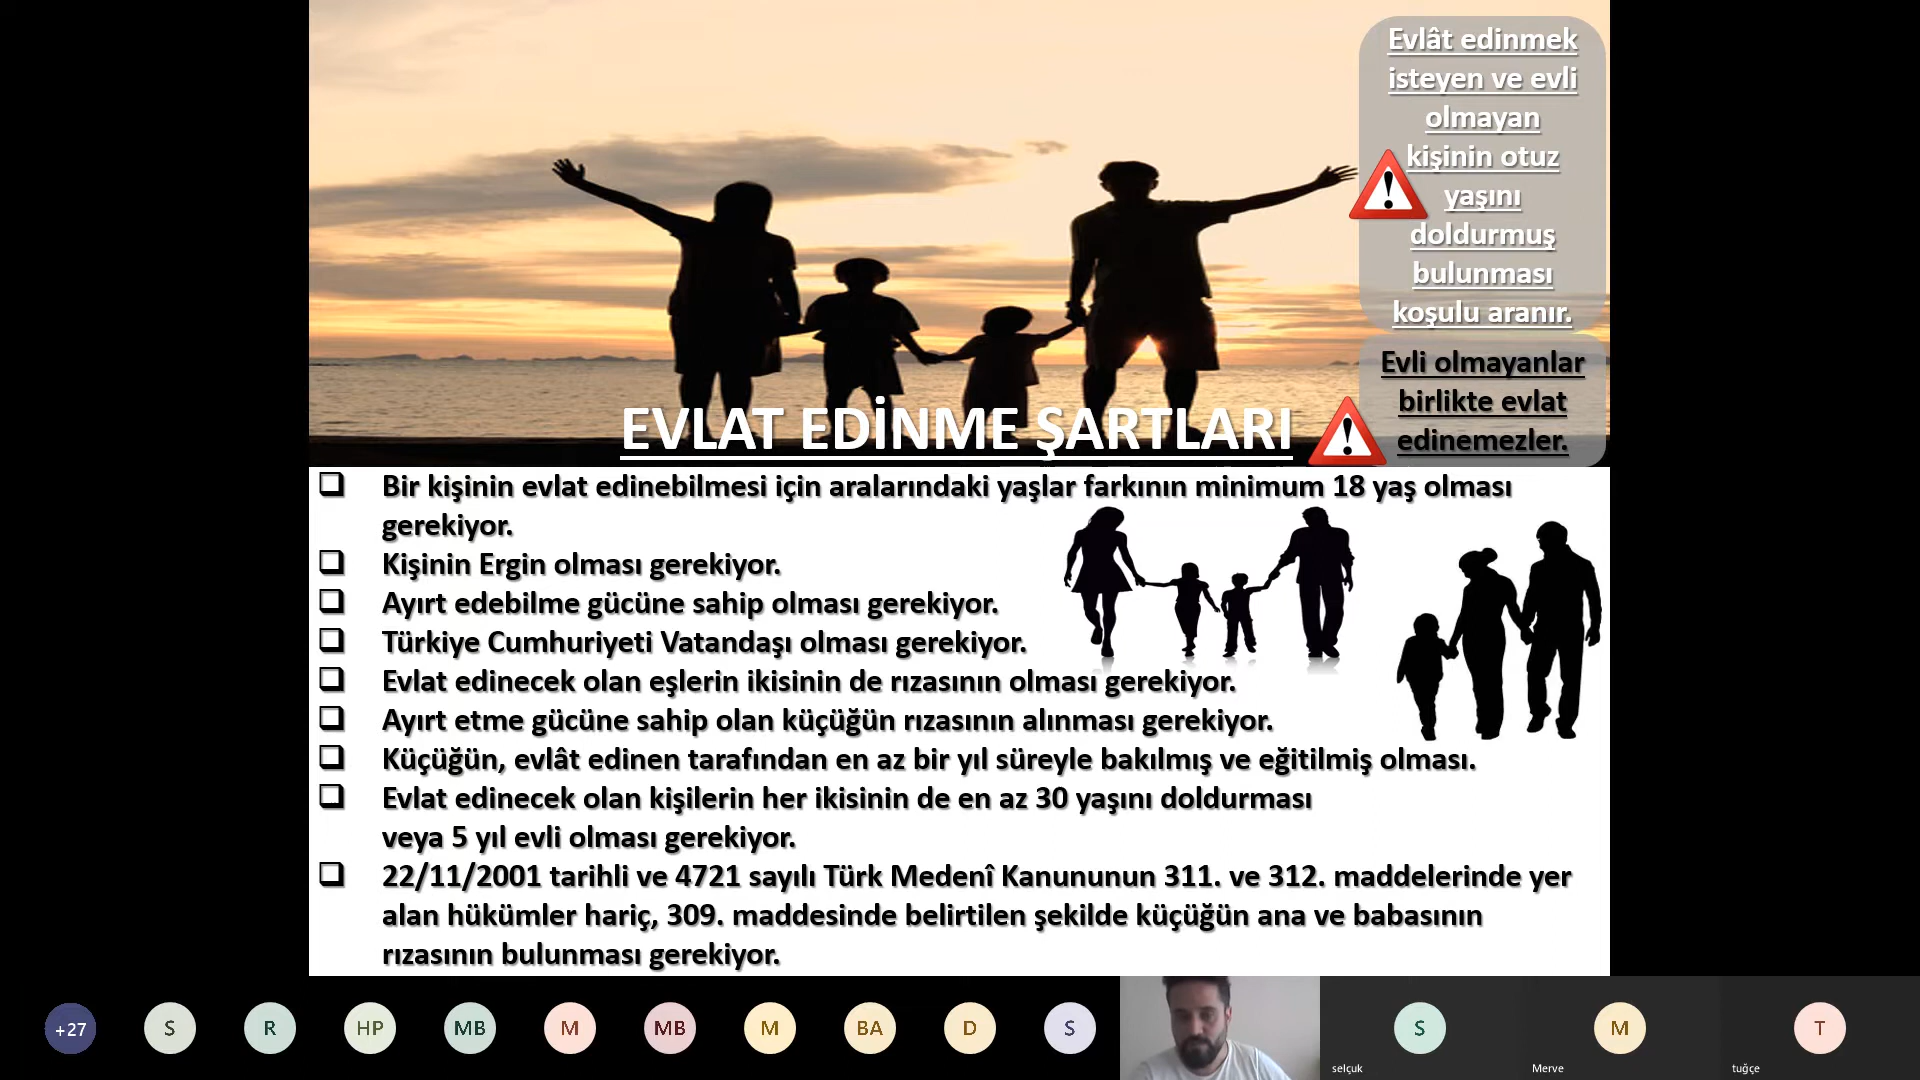 Evlât edinmek
isteyen ve evli
olmayan
kişinin otuz
yaşını
doldurmuş
bulunması
koşulu aranır.
Evli olmayanlar
birlikte evlat
edinemezler.
EVLAT EDİNME ŞARTLARI
Bir kişinin evlat edinebilmesi için aralarındaki yaşlar farkının minimum 18 yaş olması
gerekiyor.
Kişinin Ergin olması gerekiyor.
Ayırt edebilme gücüne sahip olması gerekiyor.
Türkiye Cumhuriyeti Vatandaşı olması gerekiyor.
Evlat edinecek olan eşlerin ikisinin de rızasının olması gerekiyor.
Ayırt etme gücüne sahip olan küçüğün rızasının alınması gerekiyor.
Küçüğün, evlât edinen tarafından en az bir yıl süreyle bakılmış ve eğitilmiş olması.
Evlat edinecek olan kişilerin her ikisinin de en az 30 yaşını doldurması
veya 5 yıl evli olması gerekiyor.
22/11/2001 tarihli ve 4721 sayılı Türk Medenî Kanununun 311. ve 312. maddelerinde yer
alan hükümler hariç, 309. maddesinde belirtilen şekilde küçüğün ana ve babasının
rızasının bulunması gerekiyor.
+27 S R HP MB M MB M BA D S S M T
selçuk Merve tuğçe